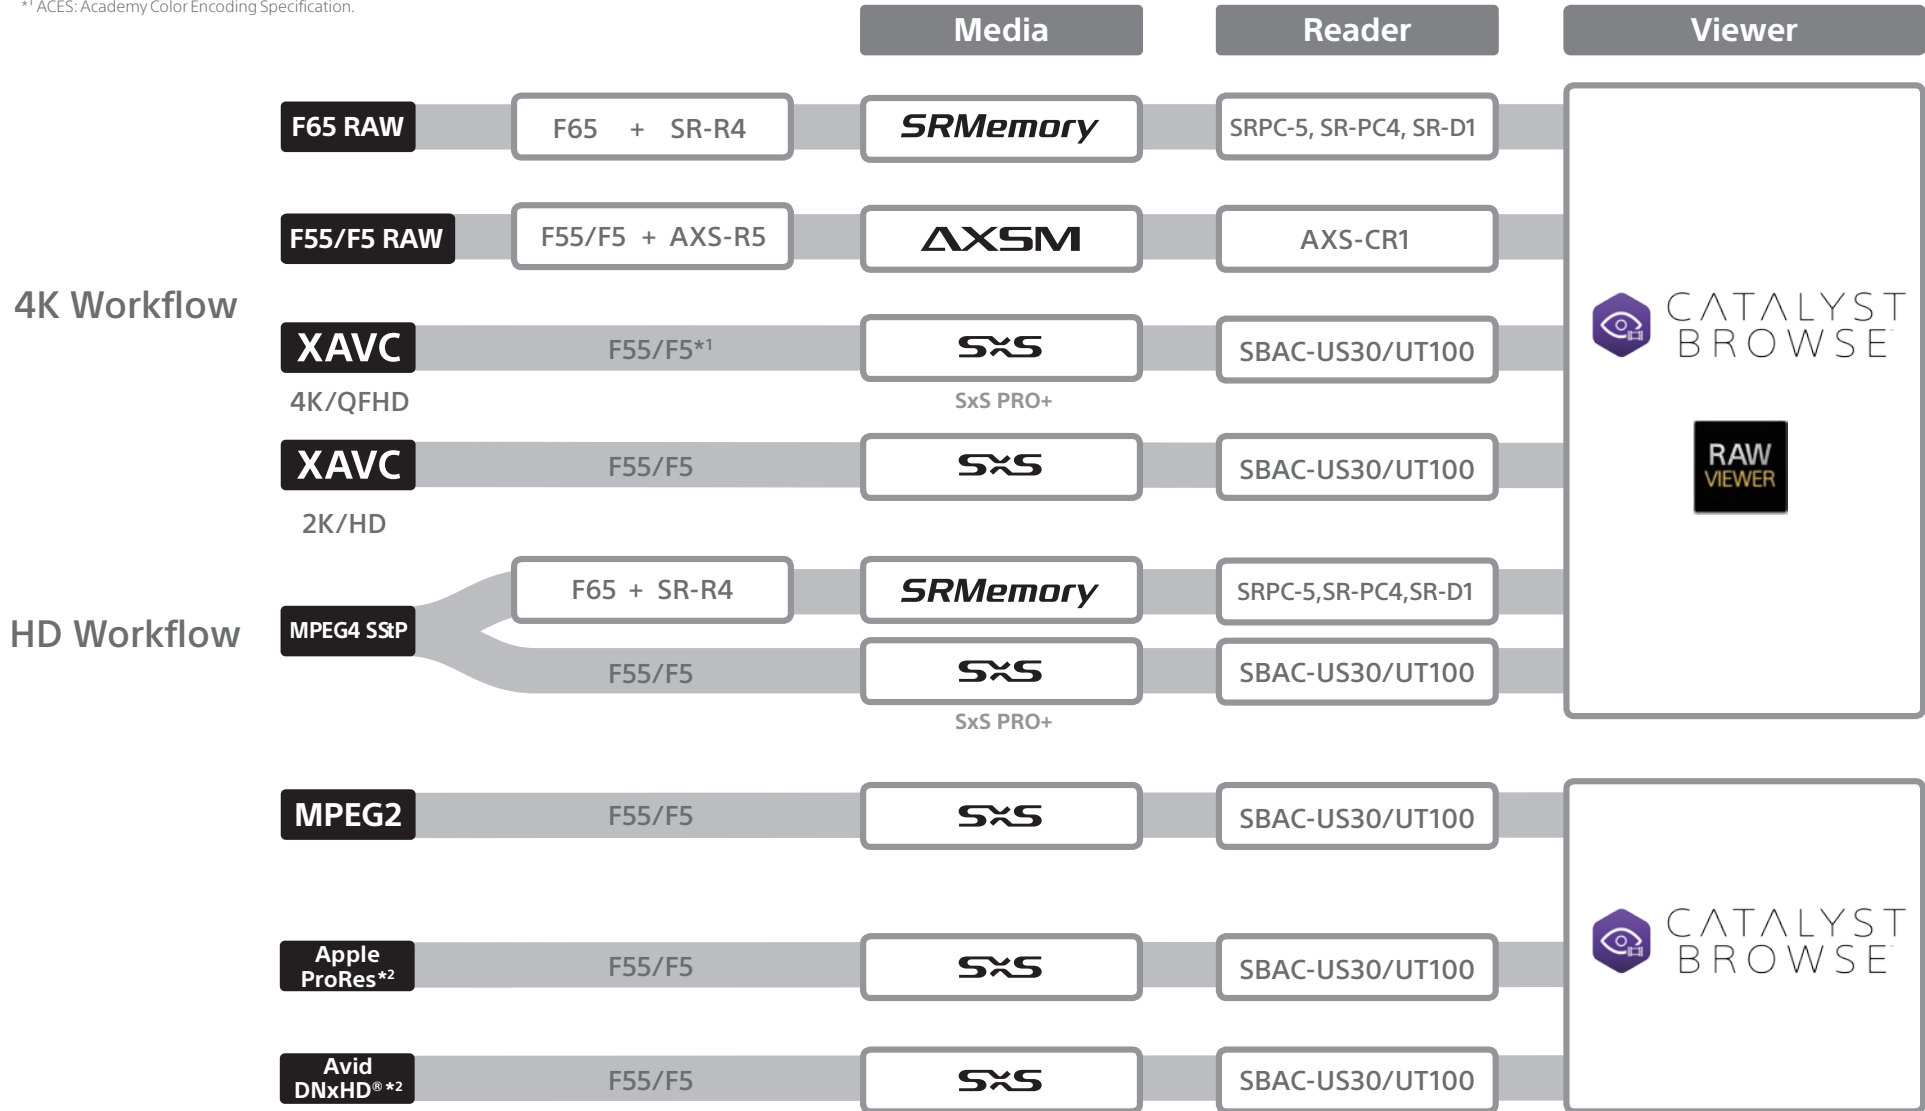 *1 ACES: Academy Color Encoding Specification.
Media Reader Viewer
F65 RAW F65 + SR-R4 SRMemory SRPC-5, SR-PC4, SR-D1
F55/F5 RAW F55/F5 + AXS-R5 AXSM AXS-CR1
4K Workflow
XAVC F55/F5*1 SxS SBAC-US30/UT100
4K/QFHD SxS PRO+
CATALYST
BROWSE
XAVC F55/F5 SxS SBAC-US30/UT100
2K/HD
RAW
VIEWER
HD Workflow
MPEG4 SStP
F65 + SR-R4 SRMemory SRPC-5,SR-PC4,SR-D1
F55/F5 SxS SBAC-US30/UT100
SxS PRO+
MPEG2 F55/F5 SxS SBAC-US30/UT100
Apple
ProRes*2 F55/F5 SxS SBAC-US30/UT100
CATALYST
BROWSE
Avid
DNxHD®*2 F55/F5 SxS SBAC-US30/UT100